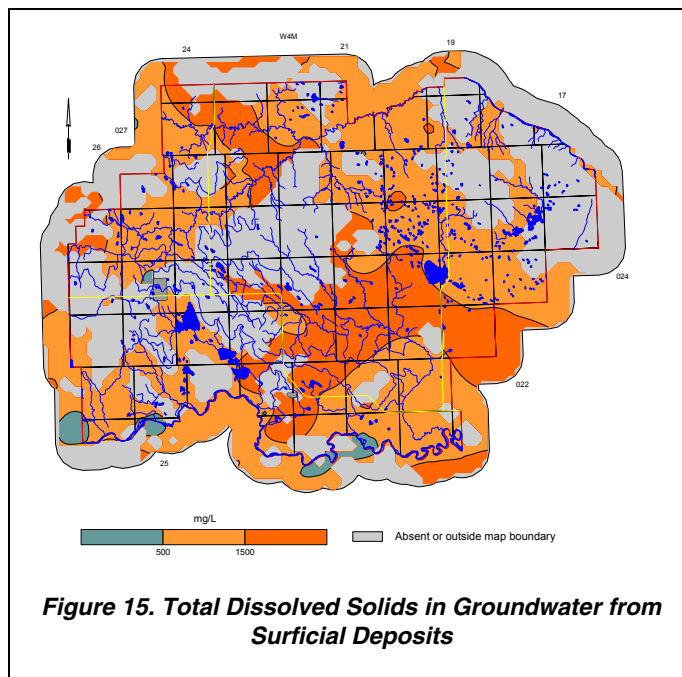 W4M
24
21
19
17
027
26
024
022
25
mg/L
500
1500
Absent or outside map boundary
Figure 15. Total Dissolved Solids in Groundwater from
Surficial Deposits